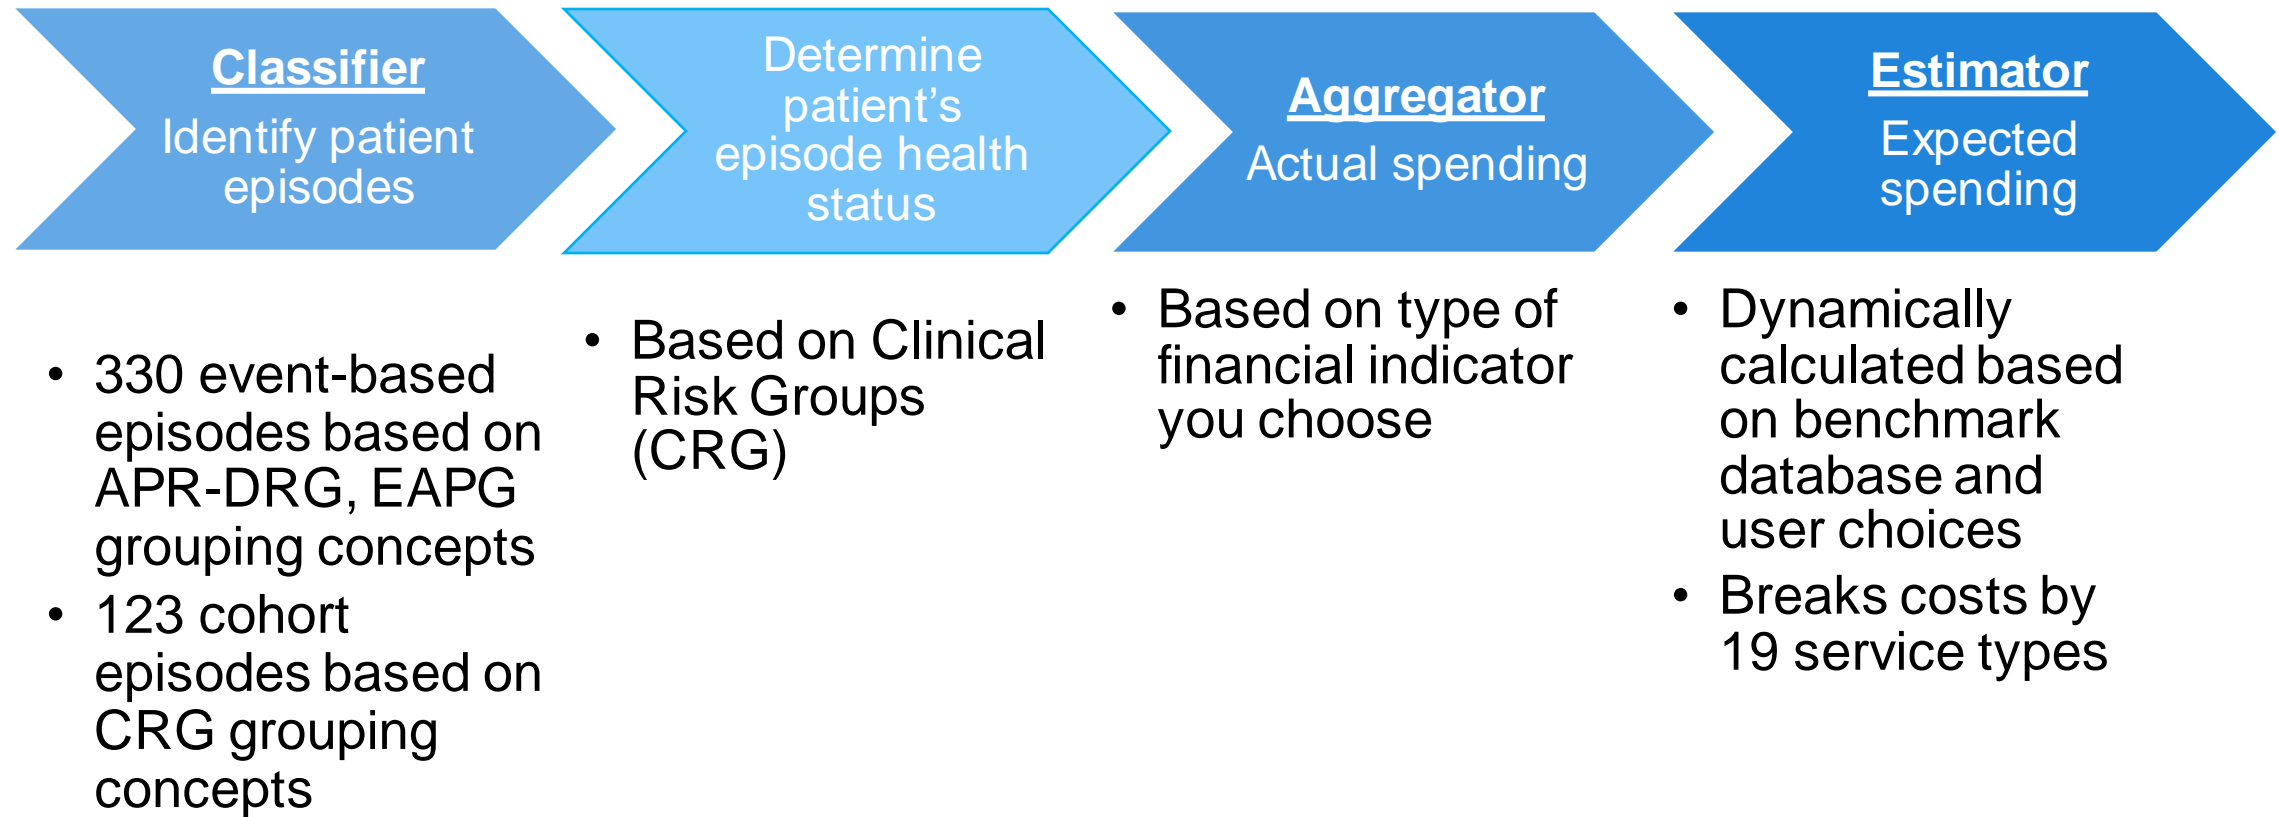 Classifier
Identify patient
episodes
Determine
patient’s
episode health
status
Aggregator
Actual spending
Estimator
Expected
spending
• 330 event-based
episodes based on
APR-DRG, EAPG
grouping concepts
• 123 cohort
episodes based on
CRG grouping
concepts
• Based on Clinical
Risk Groups
(CRG)
• Based on type of
financial indicator
you choose
• Dynamically
calculated based
on benchmark
database and
user choices
• Breaks costs by
19 service types